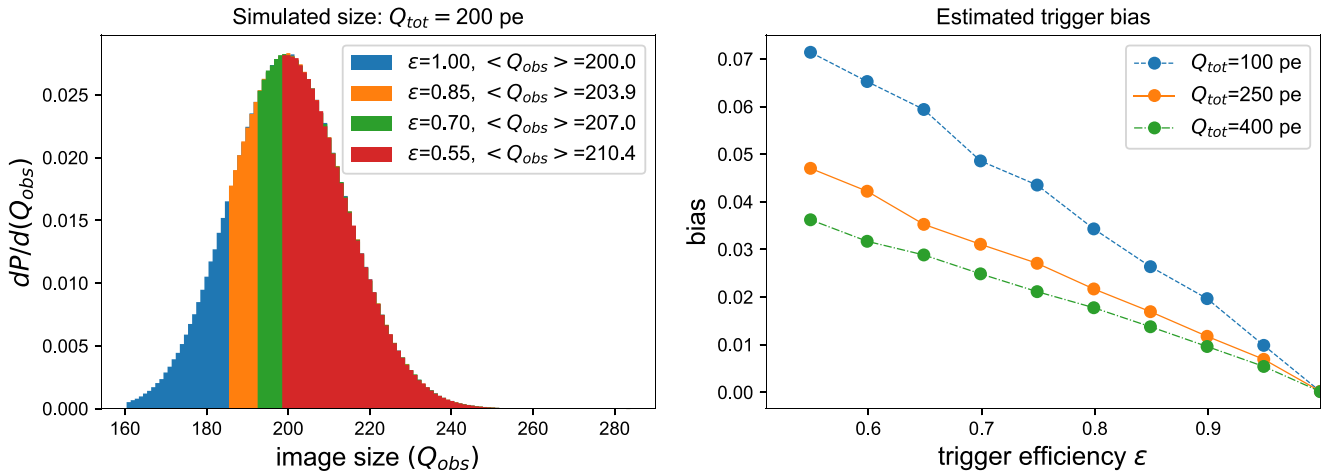 Simulated size: Q_tot = 200 pe
ε=1.00, <Q_obs>=200.0
ε=0.85, <Q_obs>=203.9
ε=0.70, <Q_obs>=207.0
ε=0.55, <Q_obs>=210.4
dP/d(Q_obs)
0.025
0.020
0.015
0.010
0.005
0.000
160 180 200 220 240 260 280
image size (Q_obs)
Estimated trigger bias
Q_tot=100 pe
Q_tot=250 pe
Q_tot=400 pe
bias
0.07
0.06
0.05
0.04
0.03
0.02
0.01
0.00
0.6 0.7 0.8 0.9
trigger efficiency ε